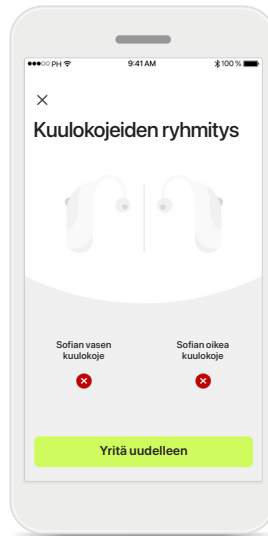 ●●●○○ PH 9:41 AM 100 %
Kuulokojeiden ryhmitys
Sofian vasen
kuulokoje
Sofian oikea
kuulokoje
Yritä uudelleen